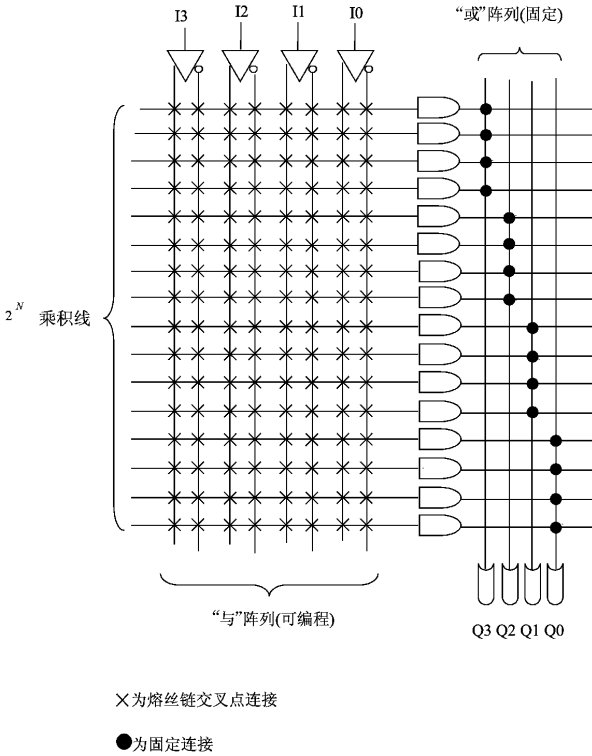 I3 I2 I1 I0
“或”阵列(固定)
2^N 乘积线
“与”阵列(可编程)
Q3 Q2 Q1 Q0
×为熔丝链交叉点连接
●为固定连接